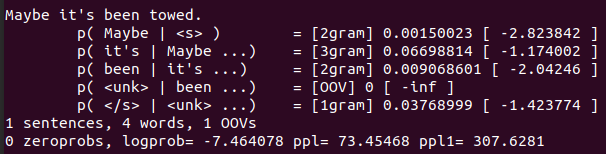 Maybe it's been towed.
p( Maybe | <s> ) = [2gram] 0.00150023 [ -2.823842 ]
p( it's | Maybe ...) = [3gram] 0.06698814 [ -1.174002 ]
p( been | it's ...) = [2gram] 0.009068601 [ -2.04246 ]
p( <unk> | been ...) = [OOV] 0 [ -inf ]
p( </s> | <unk> ...) = [1gram] 0.03768999 [ -1.423774 ]
1 sentences, 4 words, 1 OOVs
0 zeroprobs, logprob= -7.464078 ppl= 73.45468 ppl1= 307.6281